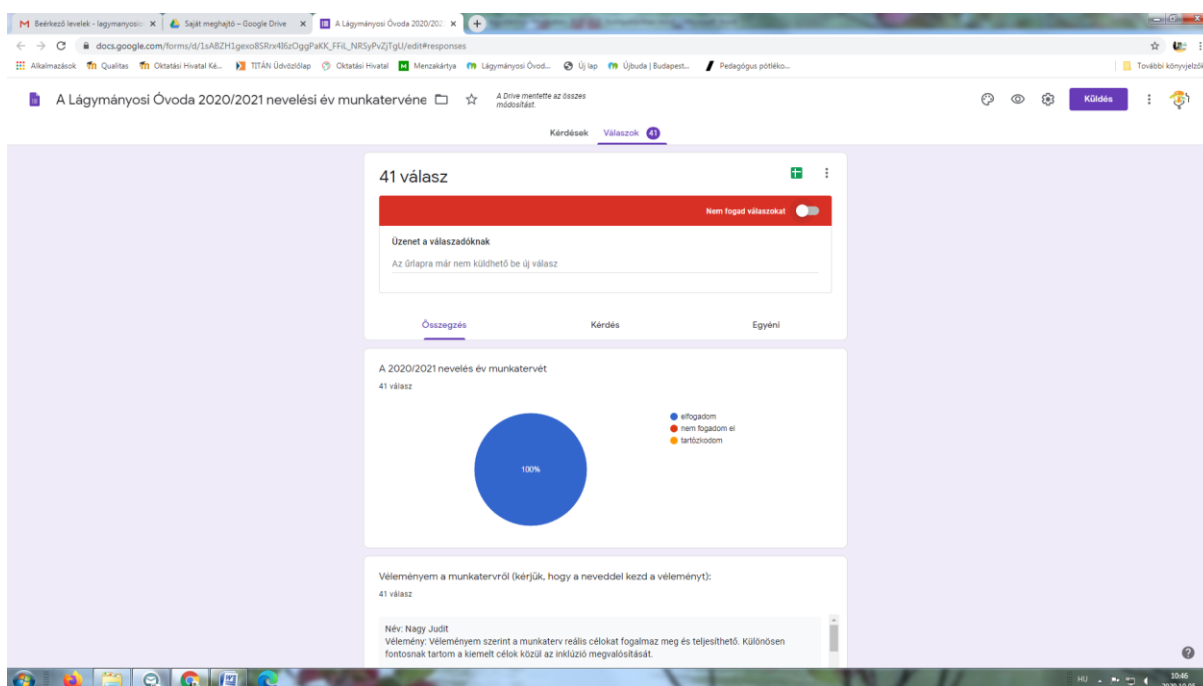 Beérkező levelek - lagymanyosio
Saját meghajtó – Google Drive
A Lágymányosi Óvoda 2020/202
docs.google.com/forms/d/1sABZH1gexo8SRrx4I6zOggPaKK_FFiL_NRSyPvZjTgU/edit#responses
Alkalmazások Qualitas Oktatási Hivatal Ké... TITÁN Üdvözlőlap Oktatási Hivatal Menzakártya Lágymányosi Óvod... Új lap Újbuda | Budapest... Pedagógus pótléko... További könyvjelzők
A Lágymányosi Óvoda 2020/2021 nevelési év munkatervéne
A Drive mentette az összes
módosítást.
Küldés
Kérdések Válaszok 41
41 válasz
Nem fogad válaszokat
Üzenet a válaszadóknak
Az űrlapra már nem küldhető be új válasz
Összegzés Kérdés Egyéni
A 2020/2021 nevelés év munkatervét
41 válasz
elfogadom
nem fogadom el
tartózkodom
100%
Véleményem a munkatervről (kérjük, hogy a neveddel kezd a véleményt):
41 válasz
Név: Nagy Judit
Vélemény: Véleményem szerint a munkaterv reális célokat fogalmaz meg és teljesíthető. Különösen
fontosnak tartom a kiemelt célok közül az inklúzió megvalósítását.
HU 10:46